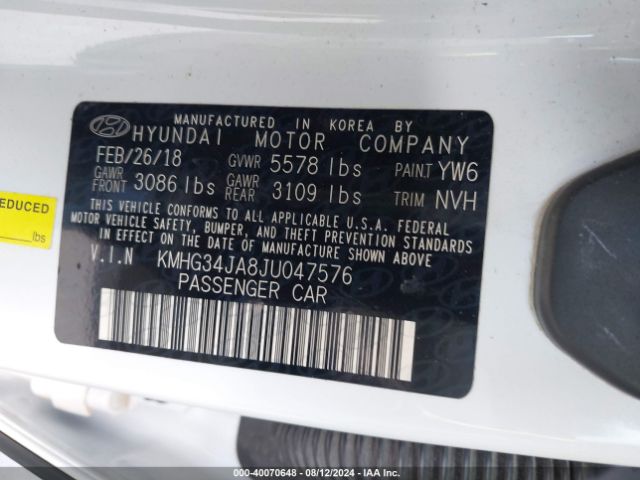 MANUFACTURED IN KOREA BY
HYUNDAI MOTOR COMPANY
FEB/26/18 GVWR 5578 lbs PAINT YW6
GAWR FRONT 3086 lbs GAWR REAR 3109 lbs TRIM NVH
THIS VEHICLE CONFORMS TO ALL APPLICABLE U.S.A. FEDERAL
MOTOR VEHICLE SAFETY, BUMPER, AND THEFT PREVENTION STANDARDS
IN EFFECT ON THE DATE OF MANUFACTURE SHOWN ABOVE.
V.I.N KMHG34JA8JU047576
PASSENGER CAR
EDUCED
lbs
000-40070648 - 08/12/2024 - IAA Inc.